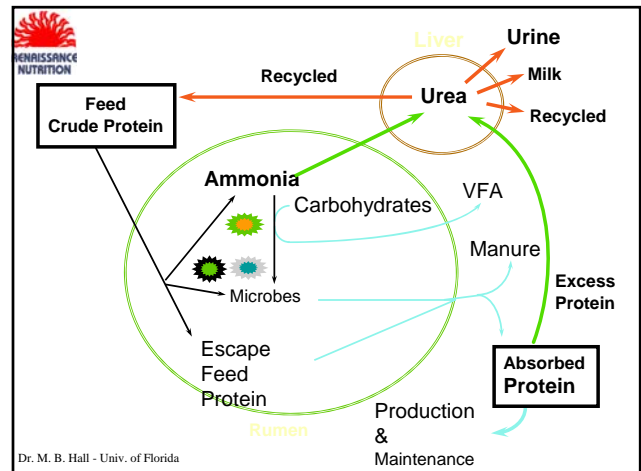 RENAISSANCE
NUTRITION
Liver
Urine
Recycled
Milk
Urea
Recycled
Feed
Crude Protein
Ammonia
Carbohydrates
VFA
Manure
Microbes
Excess
Protein
Escape
Feed
Protein
Absorbed
Protein
Production
&
Maintenance
Rumen
Dr. M. B. Hall - Univ. of Florida